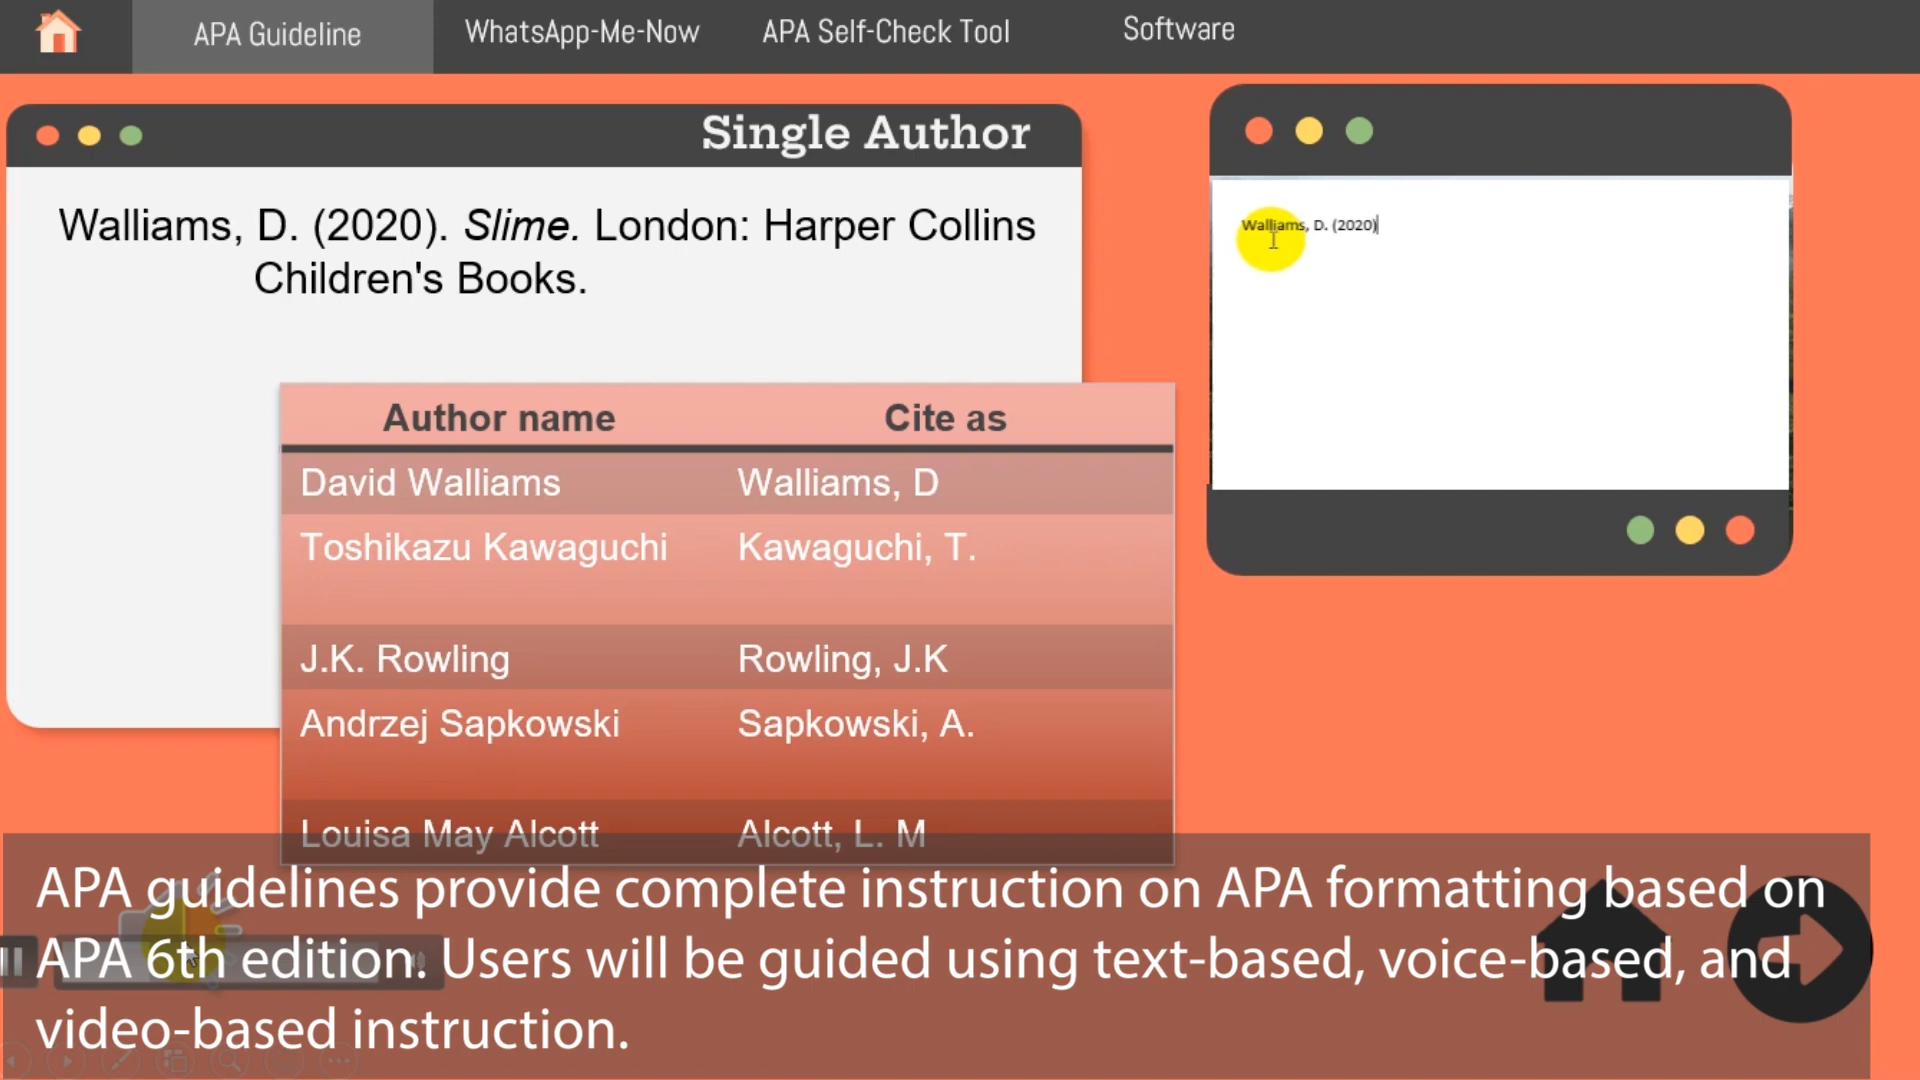 APA Guideline
WhatsApp-Me-Now
APA Self-Check Tool
Software
Single Author
Walliams, D. (2020). Slime. London: Harper Collins
Children's Books.
Walliams, D. (2020)
Author name Cite as
David Walliams Walliams, D
Toshikazu Kawaguchi Kawaguchi, T.
J.K. Rowling Rowling, J.K
Andrzej Sapkowski Sapkowski, A.
Louisa May Alcott Alcott, L. M
APA guidelines provide complete instruction on APA formatting based on
APA 6th edition. Users will be guided using text-based, voice-based, and
video-based instruction.